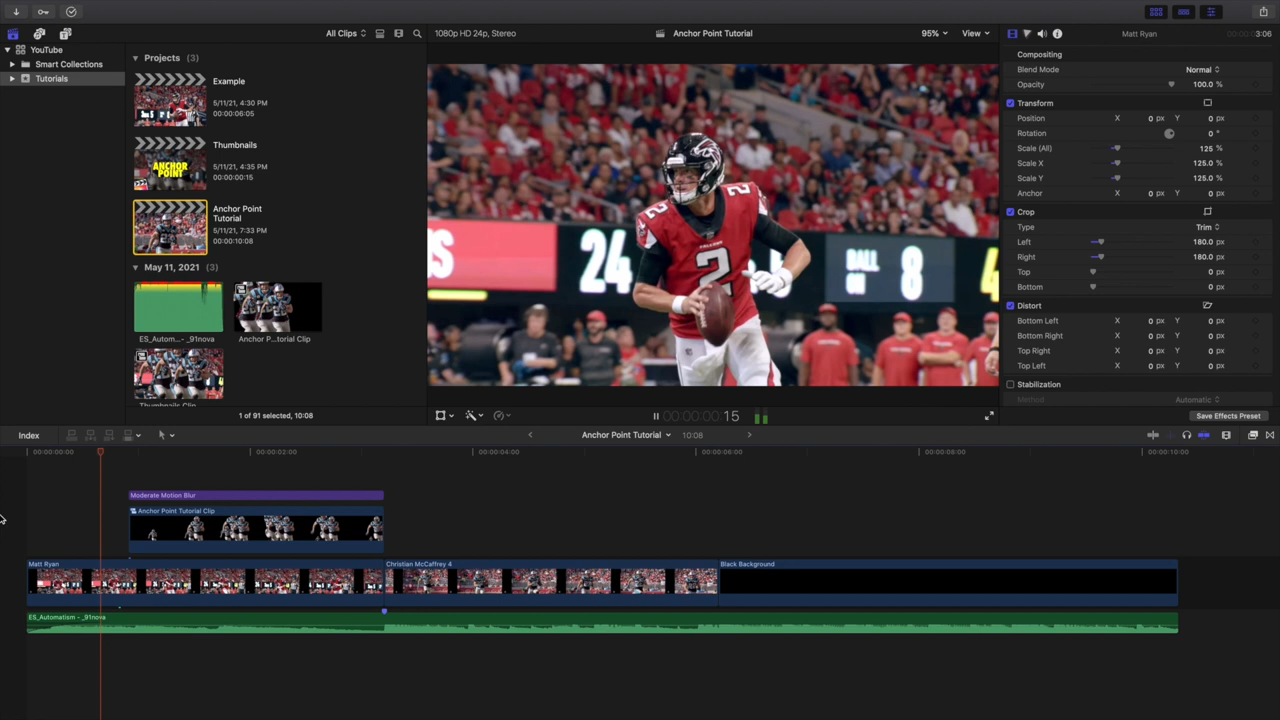 All Clips
1080p HD 24p, Stereo
Anchor Point Tutorial
95%
View
Matt Ryan
3:06
YouTube
Smart Collections
Tutorials
Projects (3)
Example
5/11/21, 4:30 PM
00:00:06:05
Thumbnails
5/11/21, 4:35 PM
00:00:00:15
ANCHOR
POINT
Anchor Point
Tutorial
5/11/21, 7:33 PM
00:00:10:08
May 11, 2021 (3)
ES_Autom... - _91nova
Anchor P...torial Clip
Thumbnails Clip
1 of 91 selected, 10:08
24
BALL
8
2
2
FALCONS
2
00:00:00:15
Compositing
Blend Mode
Normal
Opacity
100.0 %
Transform
Position X 0 px Y 0 px
Rotation 0 °
Scale (All) 125 %
Scale X 125.0 %
Scale Y 125.0 %
Anchor X 0 px Y 0 px
Crop
Type Trim
Left 180.0 px
Right 180.0 px
Top 0 px
Bottom 0 px
Distort
Bottom Left X 0 px Y 0 px
Bottom Right X 0 px Y 0 px
Top Right X 0 px Y 0 px
Top Left X 0 px Y 0 px
Stabilization
Method Automatic
Save Effects Preset
Index
Anchor Point Tutorial
10:08
00:00:00:00
00:00:02:00
00:00:04:00
00:00:06:00
00:00:08:00
00:00:10:00
Moderate Motion Blur
Anchor Point Tutorial Clip
Matt Ryan
Christian McCaffrey 4
Black Background
ES_Automatism - _91nova